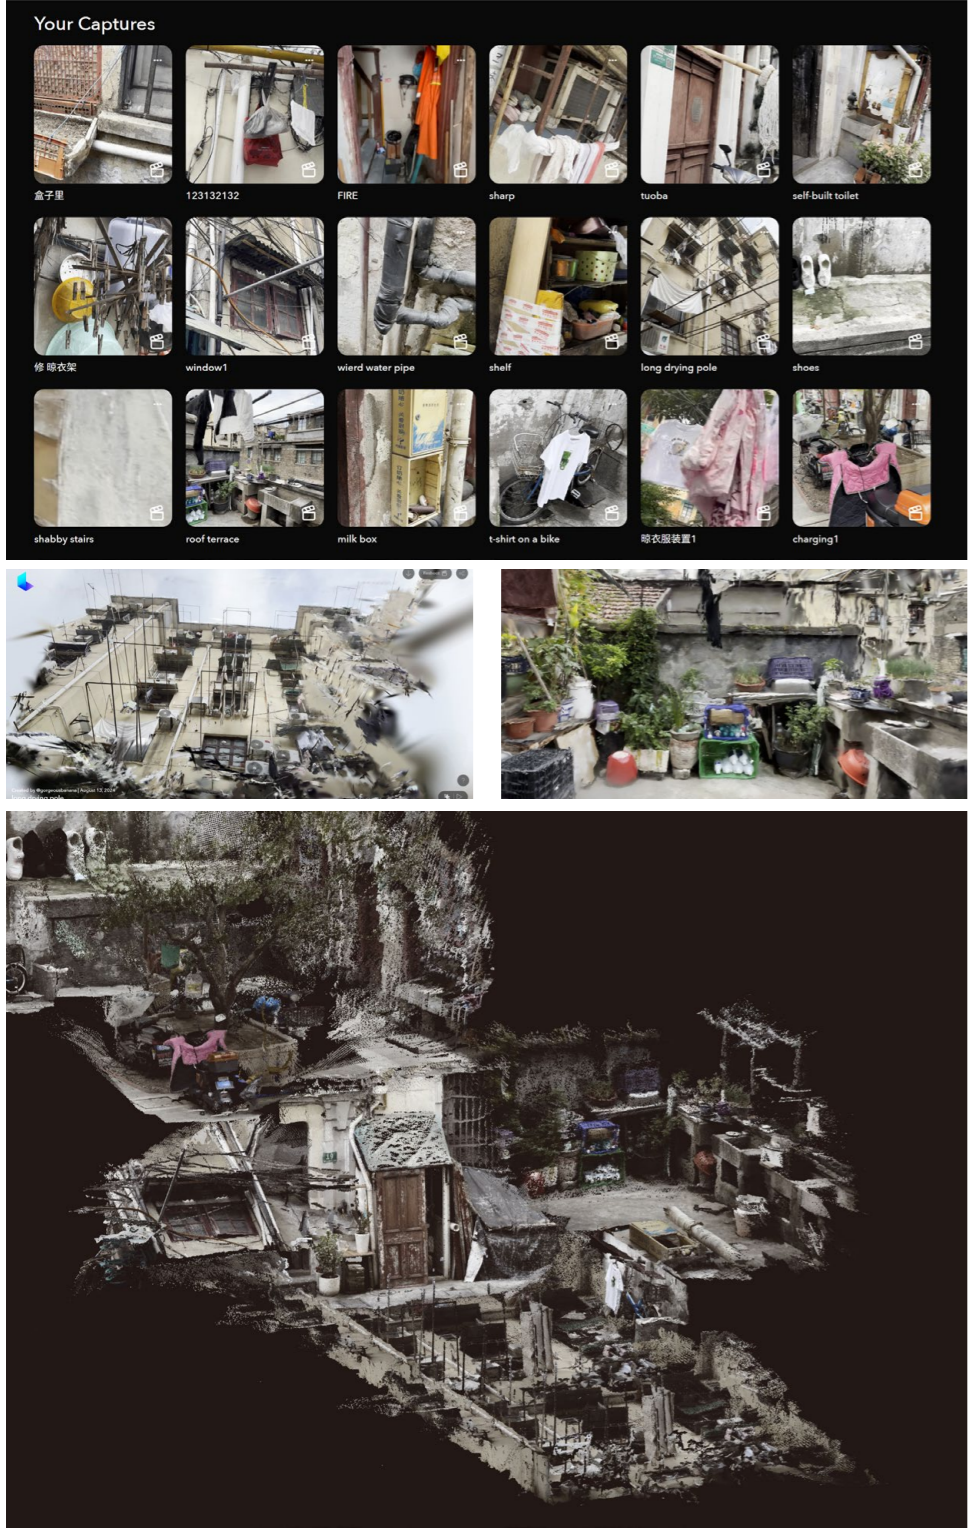 Your Captures
盒子里
123132132
FIRE
sharp
tuoba
self-built toilet
修 晾衣架
window1
wierd water pipe
shelf
long drying pole
shoes
shabby stairs
roof terrace
milk box
t-shirt on a bike
晾衣服装置1
charging1